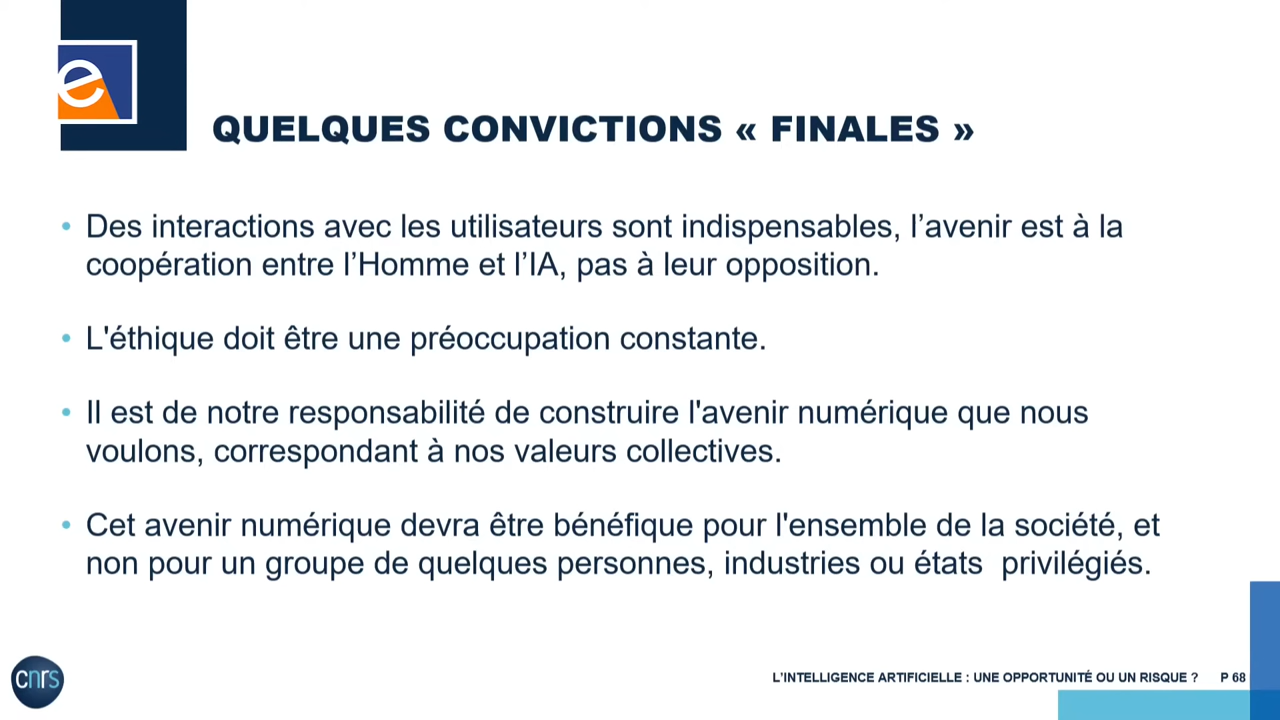 e
QUELQUES CONVICTIONS « FINALES »
• Des interactions avec les utilisateurs sont indispensables, l’avenir est à la
coopération entre l’Homme et l’IA, pas à leur opposition.
• L'éthique doit être une préoccupation constante.
• Il est de notre responsabilité de construire l'avenir numérique que nous
voulons, correspondant à nos valeurs collectives.
• Cet avenir numérique devra être bénéfique pour l'ensemble de la société, et
non pour un groupe de quelques personnes, industries ou états  privilégiés.
cnrs
L’INTELLIGENCE ARTIFICIELLE : UNE OPPORTUNITÉ OU UN RISQUE ? P 68